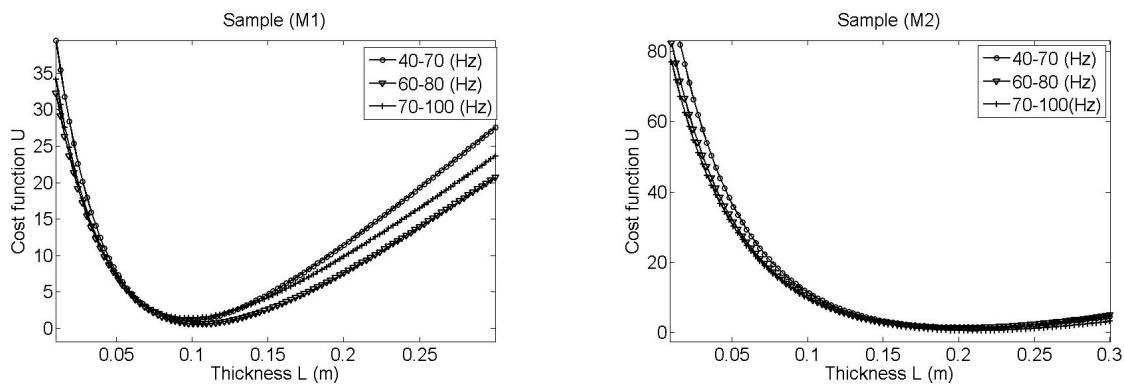 Sample (M1)
40-70 (Hz)
60-80 (Hz)
70-100 (Hz)
Cost function U
35
30
25
20
15
10
5
0
0.05
0.1
0.15
0.2
0.25
Thickness L (m)
Sample (M2)
40-70 (Hz)
60-80 (Hz)
70-100(Hz)
Cost function U
80
60
40
20
0
0.05
0.1
0.15
0.2
0.25
0.3
Thickness L (m)